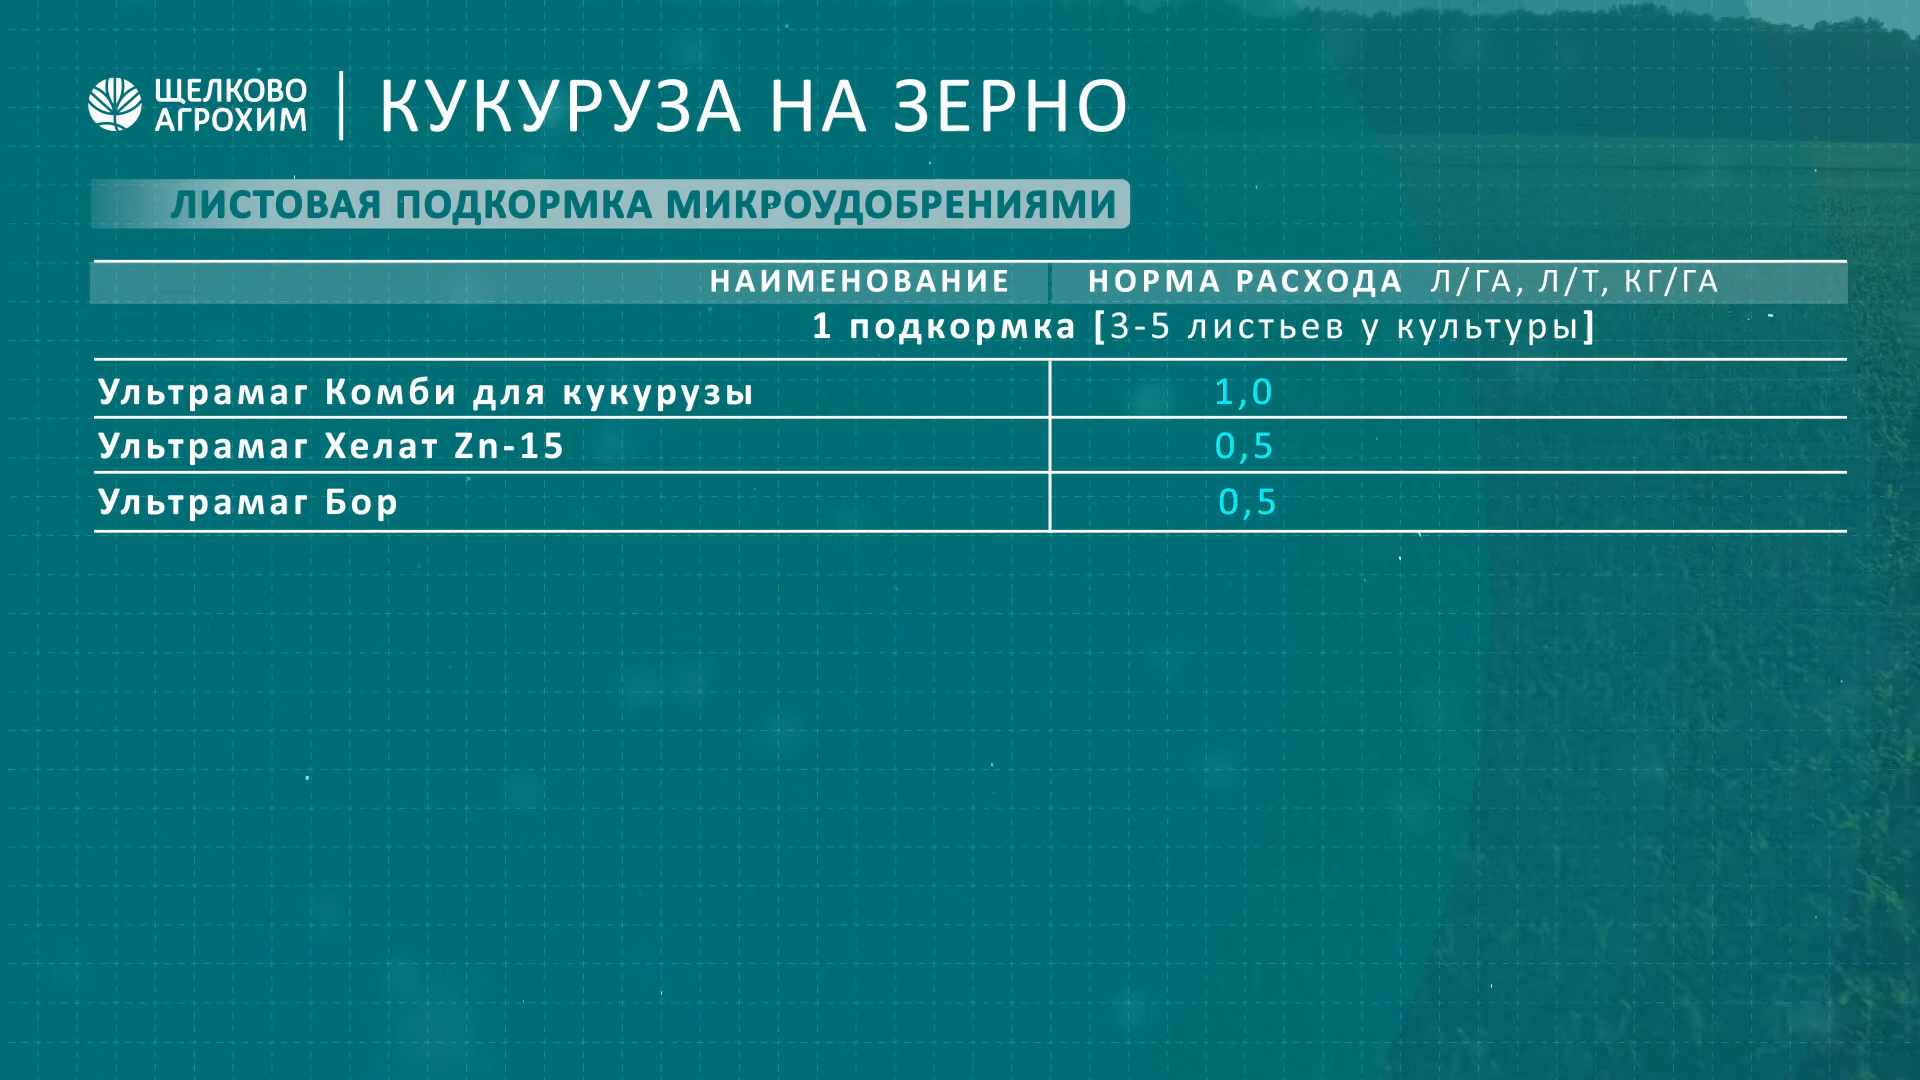 ЩЕЛКОВО
АГРОХИМ
КУКУРУЗА НА ЗЕРНО
ЛИСТОВАЯ ПОДКОРМКА МИКРОУДОБРЕНИЯМИ
НАИМЕНОВАНИЕ НОРМА РАСХОДА Л/ГА, Л/Т, КГ/ГА
1 подкормка [3-5 листьев у культуры]
Ультрамаг Комби для кукурузы 1,0
Ультрамаг Хелат Zn-15 0,5
Ультрамаг Бор 0,5